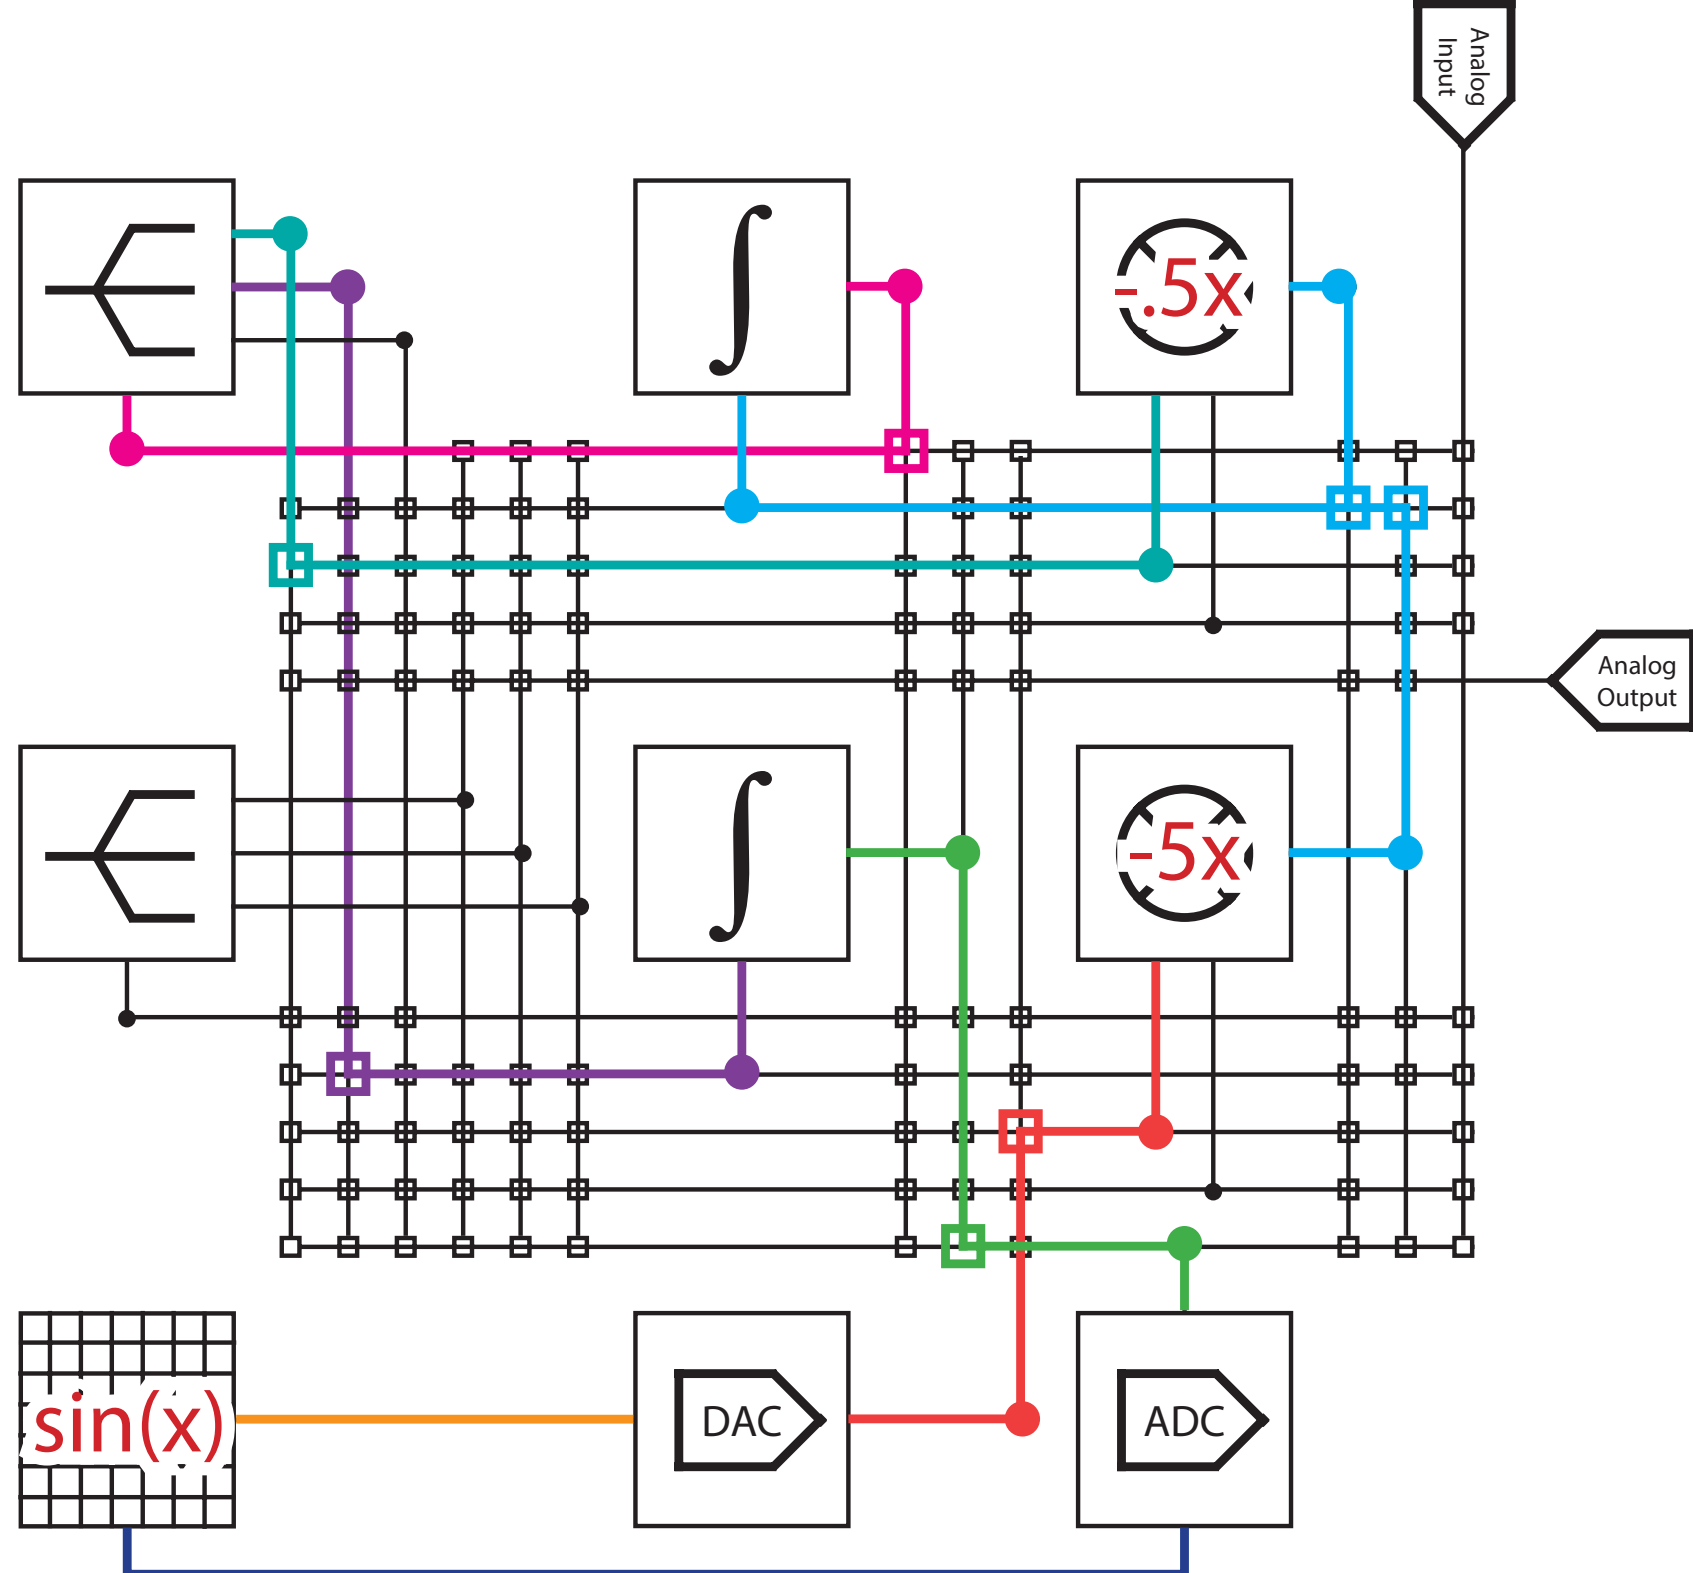 Analog
Input
-.5x
Analog
Output
-5x
sin(x)
DAC
ADC